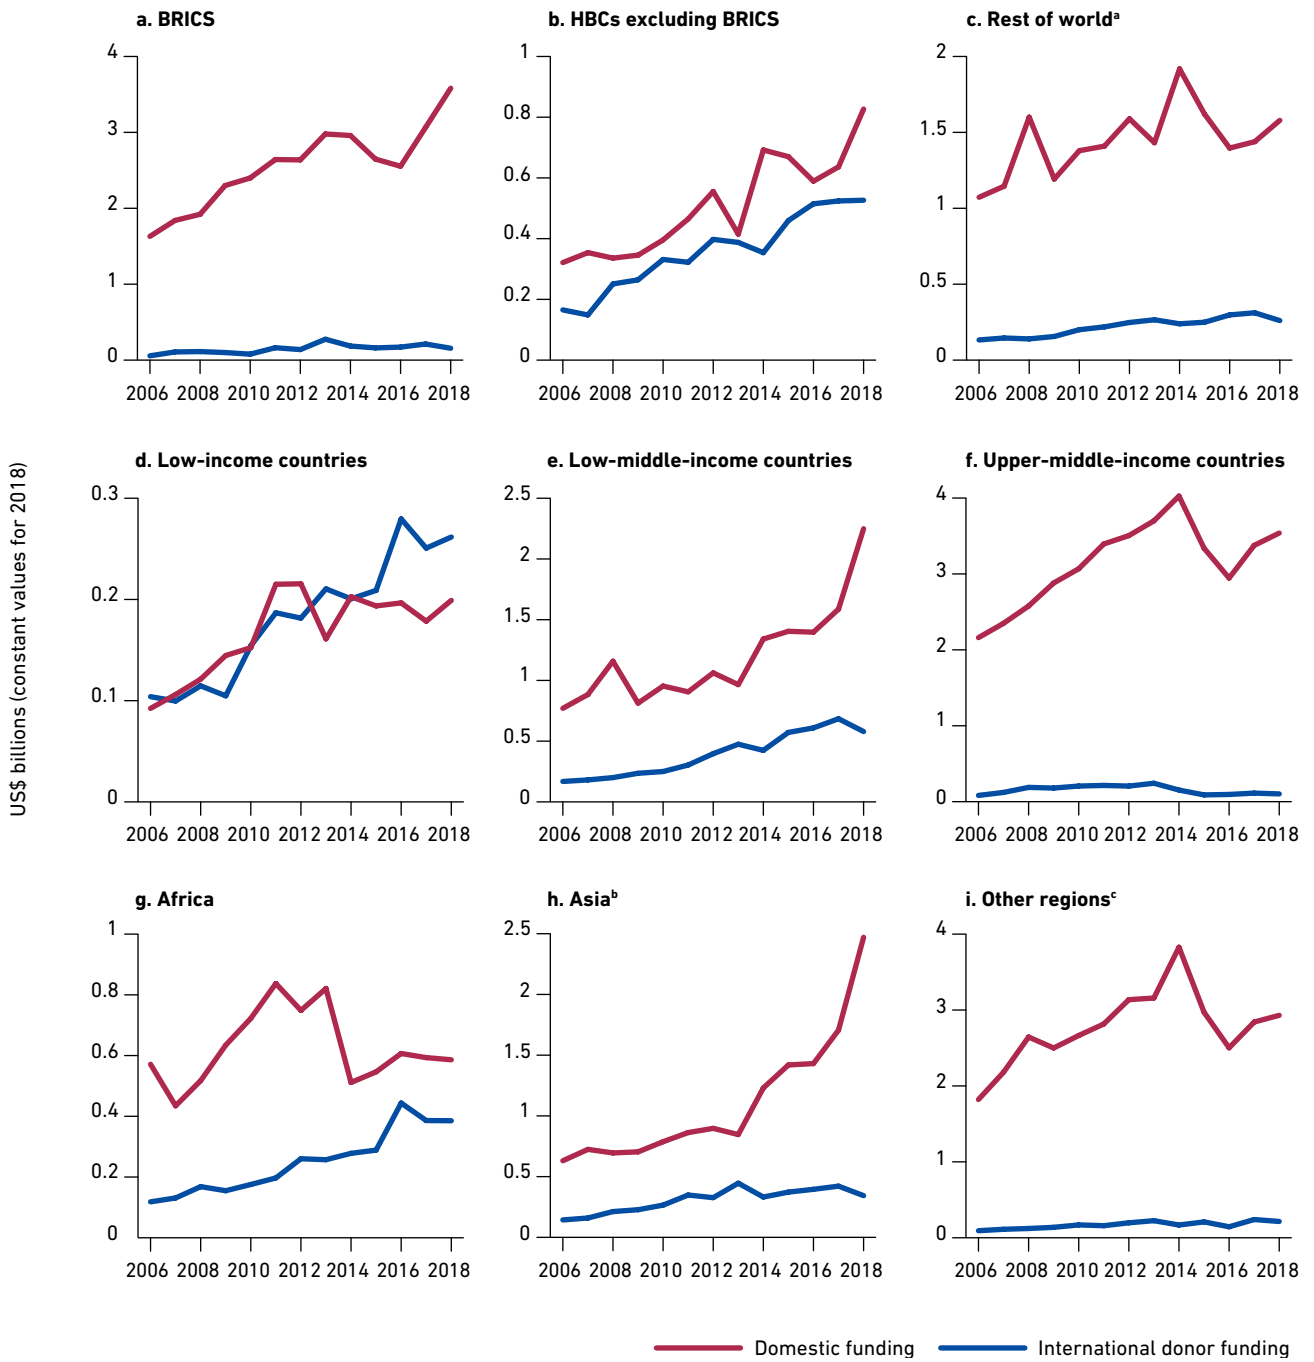 a. BRICS
b. HBCs excluding BRICS
c. Rest of worldᵃ
4
3
2
1
0
2006 2008 2010 2012 2014 2016 2018
1
0.8
0.6
0.4
0.2
0
2006 2008 2010 2012 2014 2016 2018
2
1.5
1
0.5
0
2006 2008 2010 2012 2014 2016 2018
US$ billions (constant values for 2018)
d. Low-income countries
e. Low-middle-income countries
f. Upper-middle-income countries
0.3
0.2
0.1
0
2006 2008 2010 2012 2014 2016 2018
2.5
2
1.5
1
0.5
0
2006 2008 2010 2012 2014 2016 2018
4
3
2
1
0
2006 2008 2010 2012 2014 2016 2018
g. Africa
h. Asiaᵇ
i. Other regionsᶜ
1
0.8
0.6
0.4
0.2
0
2006 2008 2010 2012 2014 2016 2018
2.5
2
1.5
1
0.5
0
2006 2008 2010 2012 2014 2016 2018
4
3
2
1
0
2006 2008 2010 2012 2014 2016 2018
Domestic funding
International donor funding